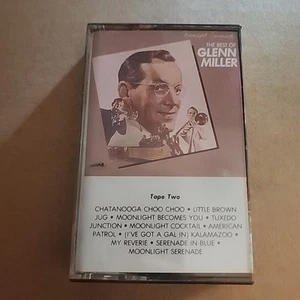 THE BEST OF
GLENN
MILLER
Tape Two
CHATANOOGA CHOO CHOO • LITTLE BROWN
JUG • MOONLIGHT BECOMES YOU • TUXEDO
JUNCTION • MOONLIGHT COCKTAIL • AMERICAN
PATROL • (I'VE GOT A GAL IN) KALAMAZOO •
MY REVERIE • SERENADE IN BLUE •
MOONLIGHT SERENADE